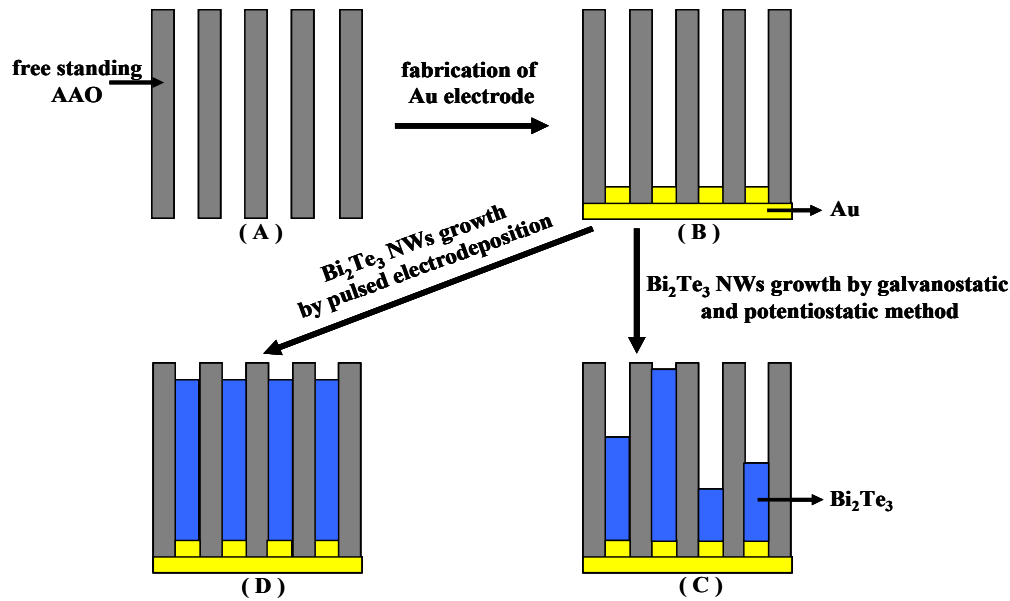 free standing
AAO
fabrication of
Au electrode
Au
( A )
( B )
Bi₂Te₃ NWs growth
by pulsed electrodeposition
Bi₂Te₃ NWs growth by galvanostatic
and potentiostatic method
Bi₂Te₃
( D )
( C )